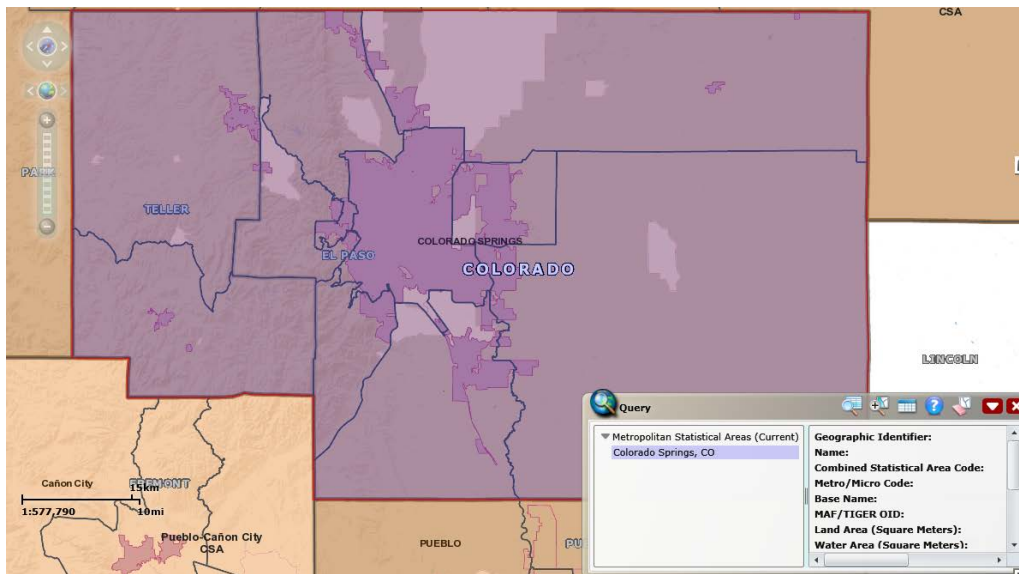 CSA
PARK
TELLER
COLORADO SPRINGS
EL PASO
COLORADO
LINCOLN
Query
Metropolitan Statistical Areas (Current)
Colorado Springs, CO
Geographic Identifier:
Name:
Combined Statistical Area Code:
Metro/Micro Code:
Base Name:
MAF/TIGER OID:
Land Area (Square Meters):
Water Area (Square Meters):
Cañon City
FREMONT
15km
1:577,790
10mi
Pueblo-Cañon City
CSA
PUEBLO
PU